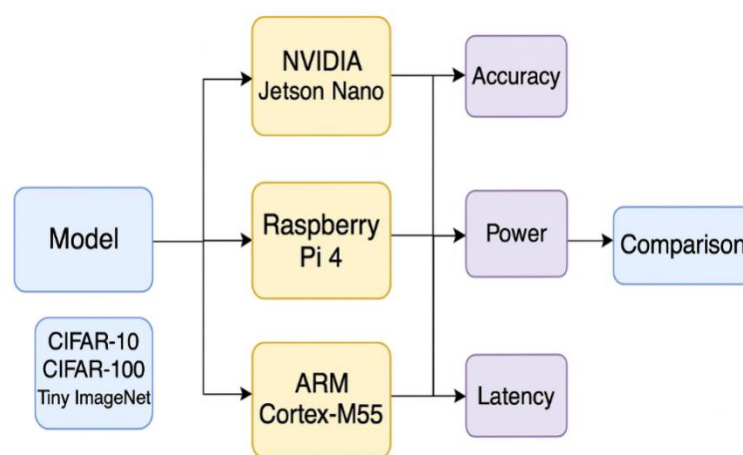 NVIDIA
Jetson Nano
Accuracy
Model
Raspberry
Pi 4
Power
Comparison
CIFAR-10
CIFAR-100
Tiny ImageNet
ARM
Cortex-M55
Latency